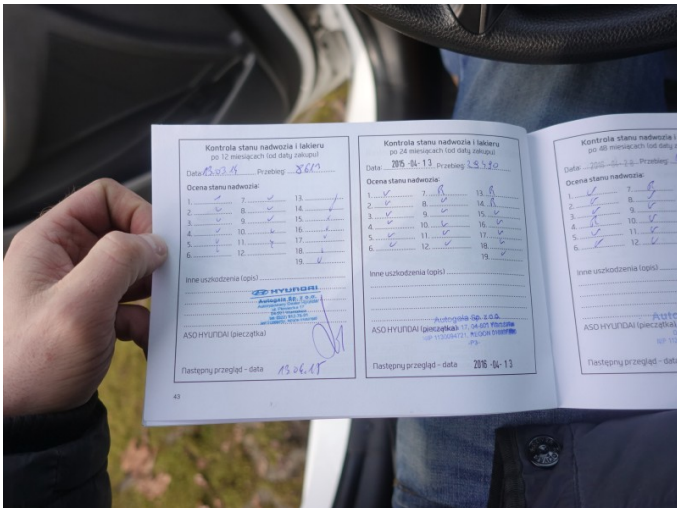 Kontrola stanu nadwozia i lakieru
po 12 miesiącach (od daty zakupu)
Data: Przebieg: 8611
Ocena stanu nadwozia:
1. 7. 13.
2. 8. 14.
3. 9. 15.
4. 10. 16.
5. 11. 17.
6. 12. 18.
19.
Inne uszkodzenia (opis)
HYUNDAI
Autogala Sp. z o.o.
ASO HYUNDAI (pieczątka)
Następny przegląd - data 13.04.15
43
Kontrola stanu nadwozia i lakieru
po 24 miesiącach (od daty zakupu)
Data: 2015 -04- 13 Przebieg: 29490
Ocena stanu nadwozia:
1. 7. R 13. R
2. 8. 14. R
3. 9. 15.
4. 10. 16.
5. 11. 17.
6. 12. 18.
19.
Inne uszkodzenia (opis)
Autogala Sp. z o.o.
ASO HYUNDAI (pieczątka)
Następny przegląd - data 2016 -04- 13
Kontrola stanu nadwozia i
po 48 miesiącach (od daty
Data: Przebieg:
Ocena stanu nadwozia:
1. 7. R
2. 8.
3. 9.
4. 10.
5. 11.
6. 12.
Inne uszkodzenia (opis)
ASO HYUNDAI (pieczątka)
Następny przegląd - data